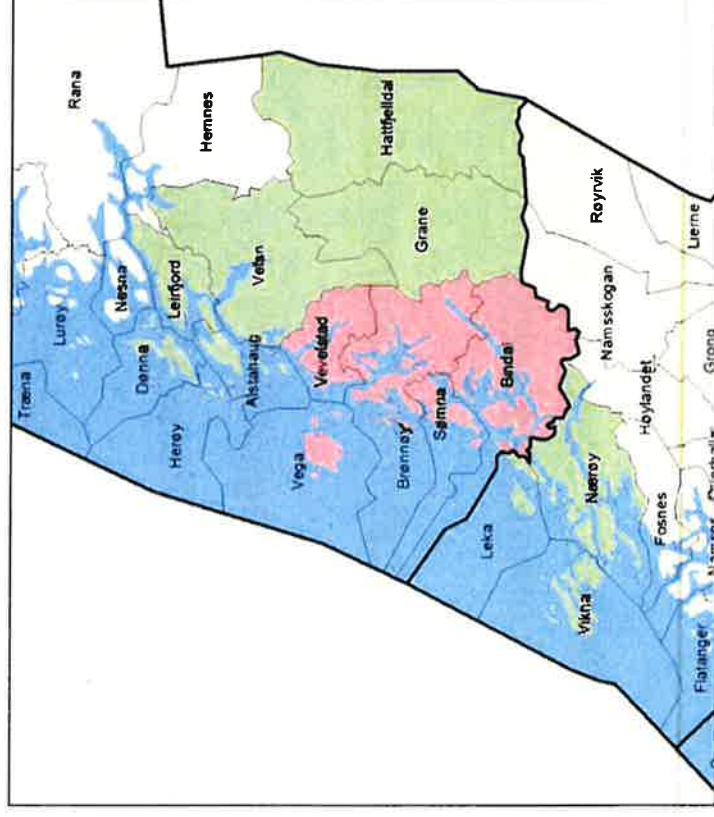 Træna
Lurøy
Rana
Nesna
Hemnes
Dønna
Leirfjord
Herøy
Alstahaug
Vefsn
Hattfjelldal
Vega
Vevelstad
Grane
Brønnøy
Sømna
Bindal
Leka
Nærøy
Vikna
Røyrvik
Namsskogan
Høylandet
Lierne
Fosnes
Grong
Flatanger